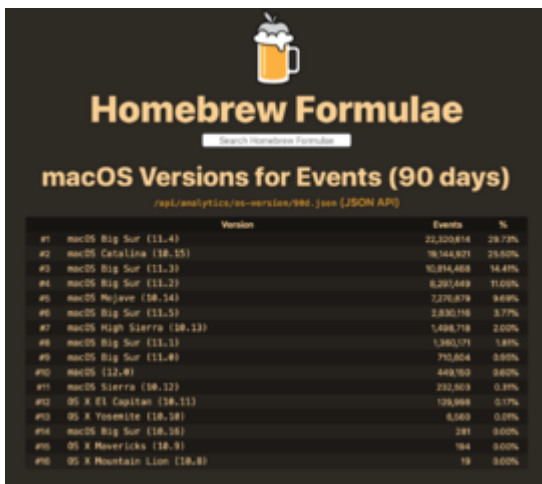 Homebrew Formulae
Search Homebrew Formulae
macOS Versions for Events (90 days)
/api/analytics/os-version/90d.json (JSON API)
Version Events %
#1 macOS Big Sur (11.4) 22,320,614 29.73%
#2 macOS Catalina (10.15) 19,144,921 25.50%
#3 macOS Big Sur (11.3) 10,814,468 14.41%
#4 macOS Big Sur (11.2) 8,297,449 11.05%
#5 macOS Mojave (10.14) 7,270,879 9.69%
#6 macOS Big Sur (11.5) 2,830,116 3.77%
#7 macOS High Sierra (10.13) 1,498,718 2.00%
#8 macOS Big Sur (11.1) 1,360,171 1.81%
#9 macOS Big Sur (11.0) 710,804 0.95%
#10 macOS (12.0) 449,150 0.60%
#11 macOS Sierra (10.12) 232,503 0.31%
#12 OS X El Capitan (10.11) 0.17%
#13 OS X Yosemite (10.10) 6,560 0.01%
#14 macOS Big Sur (10.16) 281 0.00%
#15 OS X Mavericks (10.9) 184 0.00%
#16 OS X Mountain Lion (10.8) 19 0.00%